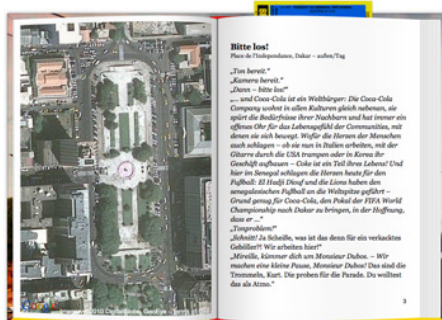 ©2010 DigitalGlobe, GeoEye
Bitte los!
Place de l'Independance, Dakar – außen/Tag
„Ton bereit."
„Kamera bereit."
„Dann – bitte los!"
„... und Coca-Cola ist ein Weltbürger: Die Coca-Cola
Company wohnt in allen Kulturen gleich nebenan, sie
spürt die Bedürfnisse ihrer Nachbarn und hat immer ein
offenes Ohr für das Lebensgefühl der Communities, mit
denen sie sich bewegt. Wofür die Herzen der Menschen
auch schlagen – ob sie nun in Italien arbeiten, mit der
Gitarre durch die USA trampen oder in Korea ihr
Geschäft aufbauen – Coke ist ein Teil ihres Lebens! Und
hier im Senegal schlagen die Herzen heute für den
Fußball: El Hadji Diouf und die Lions haben den
senegalesischen Fußball an die Weltspitze geführt –
Grund genug für Coca-Cola, den Pokal der FIFA World
Championship nach Dakar zu bringen, in der Hoffnung,
dass er ..."
„Tonproblem!"
„Schnitt! Ja Scheiße, was ist das denn für ein verkacktes
Geböller?! Wir arbeiten hier!"
„Mireille, kümmer dich um Monsieur Dubos. – Wir
machen eine kleine Pause, Monsieur Dubos! Das sind die
Trommeln, Kurt. Die proben für die Parade. Du wolltest
das als Atmo."
3